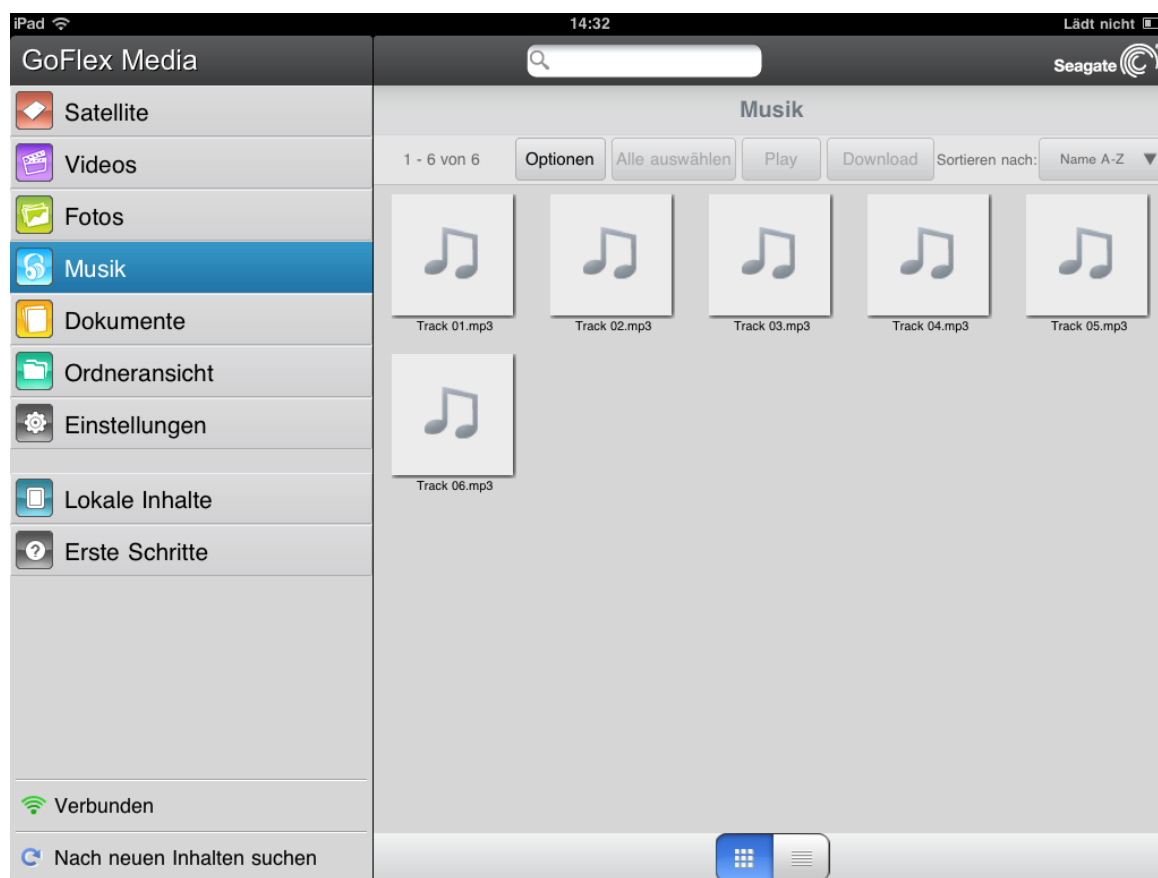 iPad 14:32 Lädt nicht
GoFlex Media
Seagate
Satellite
Videos
Fotos
Musik
Dokumente
Ordneransicht
Einstellungen
Lokale Inhalte
Erste Schritte
Verbunden
Nach neuen Inhalten suchen
Musik
1 - 6 von 6 Optionen Alle auswählen Play Download Sortieren nach: Name A-Z
Track 01.mp3 Track 02.mp3 Track 03.mp3 Track 04.mp3 Track 05.mp3
Track 06.mp3